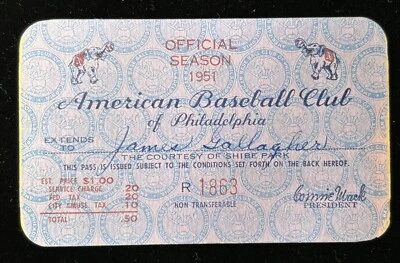 OFFICIAL
SEASON
1951
American Baseball Club
of Philadelphia
EXTENDS TO James Gallagher
THE COURTESY OF SHIBE PARK
THIS PASS IS ISSUED SUBJECT TO THE CONDITIONS SET FORTH ON THE BACK HEREOF.
EST. PRICE $1.00
SERVICE CHARGE 20
FED TAX 20
CITY AMUSE. TAX 10
TOTAL .50
R 1863
NON TRANSFERABLE
Connie Mack
PRESIDENT